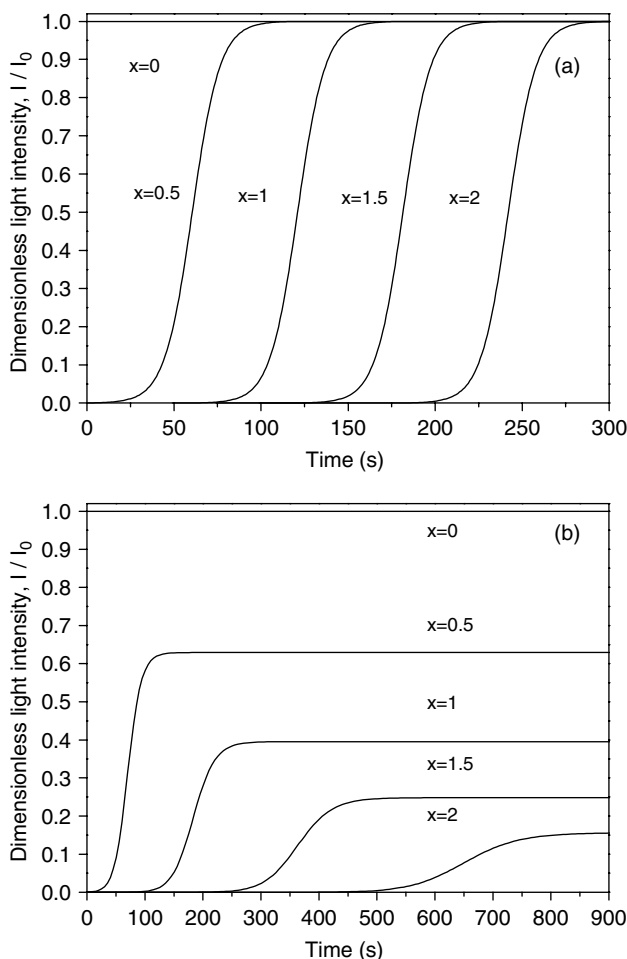 (a)
Dimensionless light intensity, I / I0
1.0
0.9
0.8
0.7
0.6
0.5
0.4
0.3
0.2
0.1
0.0
x=0
x=0.5
x=1
x=1.5
x=2
0 50 100 150 200 250 300
Time (s)
(b)
Dimensionless light intensity, I / I0
1.0
0.9
0.8
0.7
0.6
0.5
0.4
0.3
0.2
0.1
0.0
x=0
x=0.5
x=1
x=1.5
x=2
0 100 200 300 400 500 600 700 800 900
Time (s)